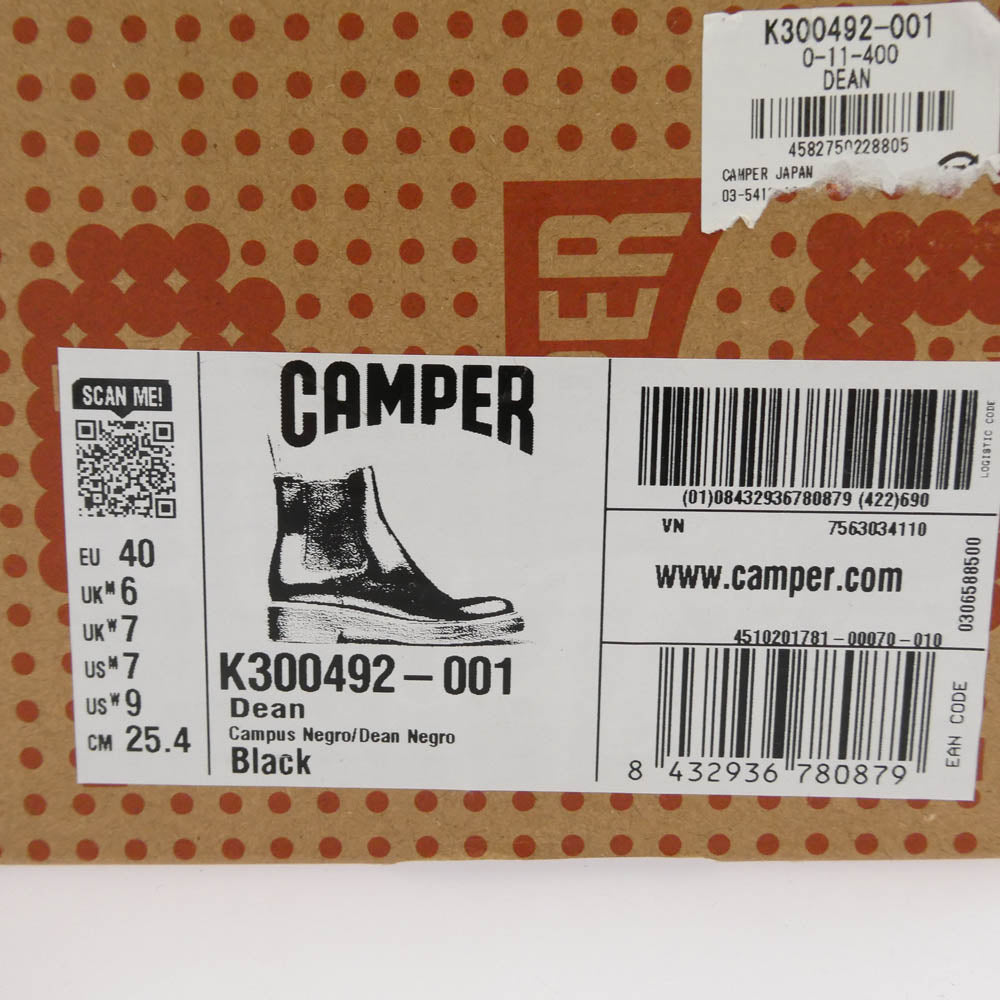 K300492-001
0-11-400
DEAN
4582750228805
CAMPER JAPAN
03-541
SCAN ME!
EU 40
UK M 6
UK W 7
US M 7
US W 9
CM 25.4
CAMPER
K300492-001
Dean
Campus Negro/Dean Negro
Black
(01)08432936780879 (422)690
LOGISTIC CODE
VN 7563034110
www.camper.com
0306588500
4510201781-00070-010
8 432936 780879
EAN CODE